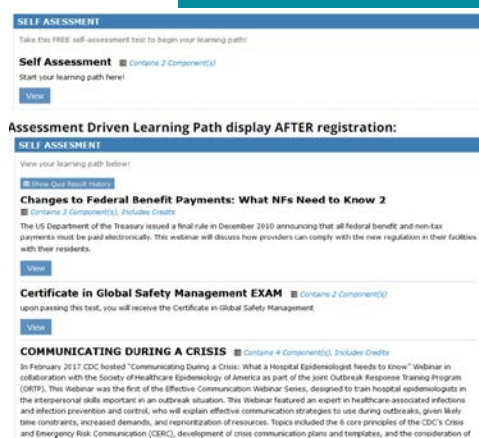 SELF ASESSMENT
Take this FREE self-assessment test to begin your learning path!
Self Assessment Contains 2 Component(s)
Start your learning path here!
View
Assessment Driven Learning Path display AFTER registration:
SELF ASSESMENT
View your learning path below!
Show Quiz Result History
Changes to Federal Benefit Payments: What NFs Need to Know 2
Contains 3 Component(s), Includes Credits
The US Department of the Treasury issued a final rule in December 2010 announcing that all federal benefit and non-tax
payments must be paid electronically. This webinar will discuss how providers can comply with the new regulation in their facilities
with their residents.
View
Certificate in Global Safety Management EXAM Contains 2 Component(s)
upon passing this test, you will receive the Certificate in Global Safety Management
View
COMMUNICATING DURING A CRISIS Contains 4 Component(s), Includes Credits
In February 2017 CDC hosted "Communicating During a Crisis: What a Hospital Epidemiologist Needs to Know" Webinar in
collaboration with the Society of Healthcare Epidemiology of America as part of the joint Outbreak Response Training Program
(ORTP). This Webinar was the first of the Effective Communication Webinar Series, designed to train hospital epidemiologists in
the interpersonal skills important in an outbreak situation. This Webinar featured an expert in healthcare-associated infections
and infection prevention and control, who will explain effective communication strategies to use during outbreaks, given likely
time constraints, increased demands, and reprioritization of resources. Topics included the 6 core principles of the CDC's Crisis
and Emergency Risk Communication (CERC), development of crisis communication plans and templates, and the consideration of